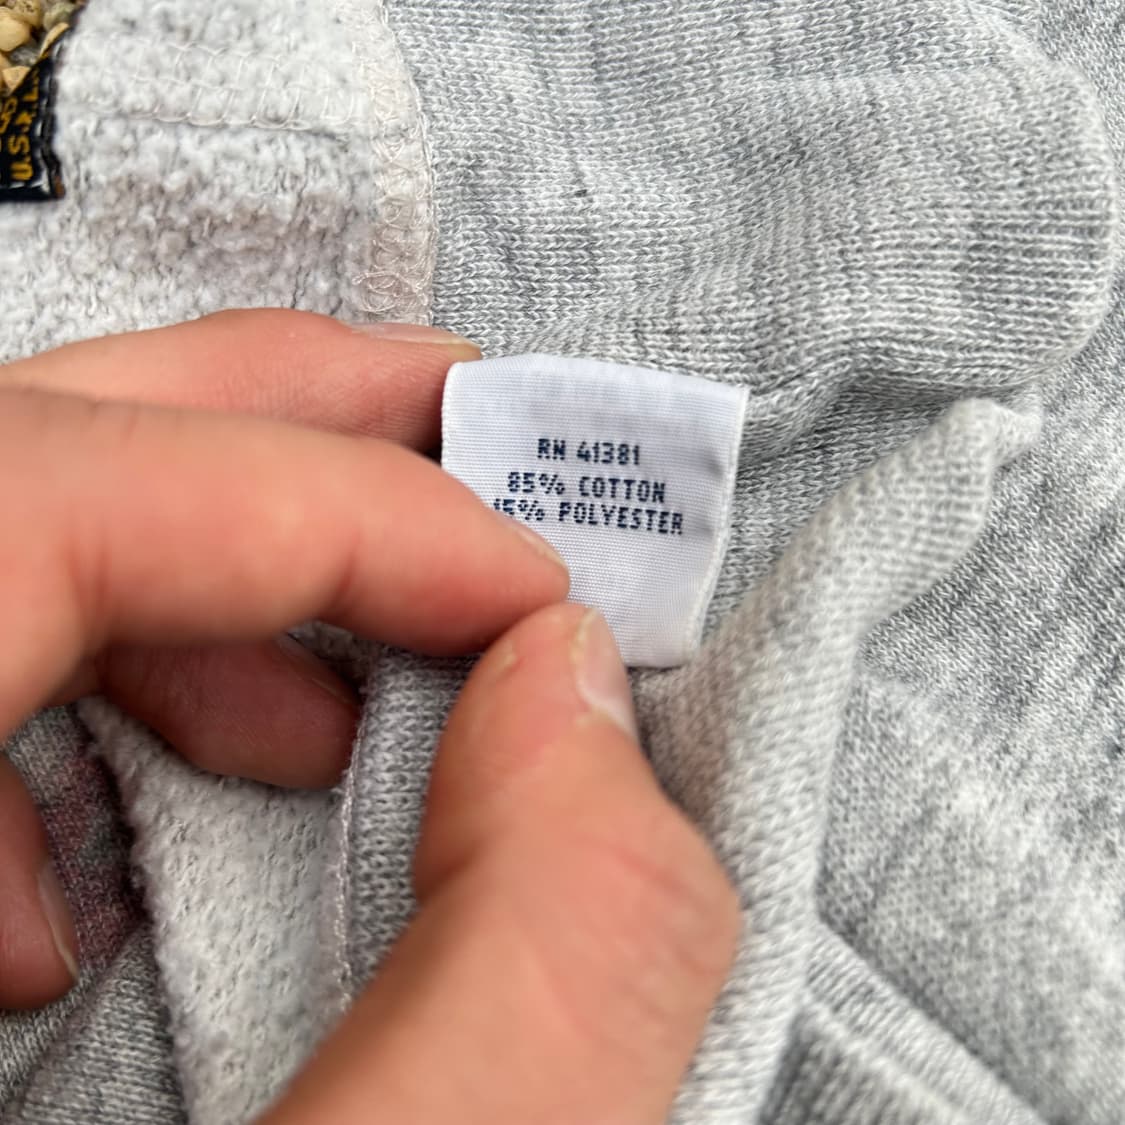 U.S.A.
RN 41381
85% COTTON
15% POLYESTER